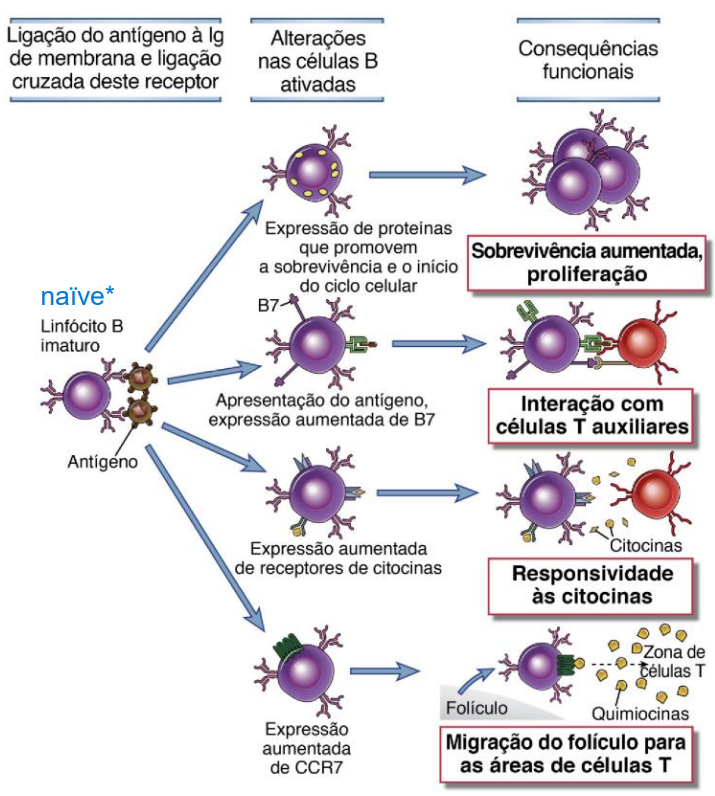 Ligação do antígeno à Ig
de membrana e ligação
cruzada deste receptor
Alterações
nas células B
ativadas
Consequências
funcionais
Expressão de proteínas
que promovem
a sobrevivência e o início
do ciclo celular
Sobrevivência aumentada,
proliferação
naïve*
Linfócito B
imaturo
Antígeno
B7
Apresentação do antígeno,
expressão aumentada de B7
Interação com
células T auxiliares
Expressão aumentada
de receptores de citocinas
Citocinas
Responsividade
às citocinas
Expressão
aumentada
de CCR7
Folículo
Zona de
células T
Quimiocinas
Migração do folículo para
as áreas de células T